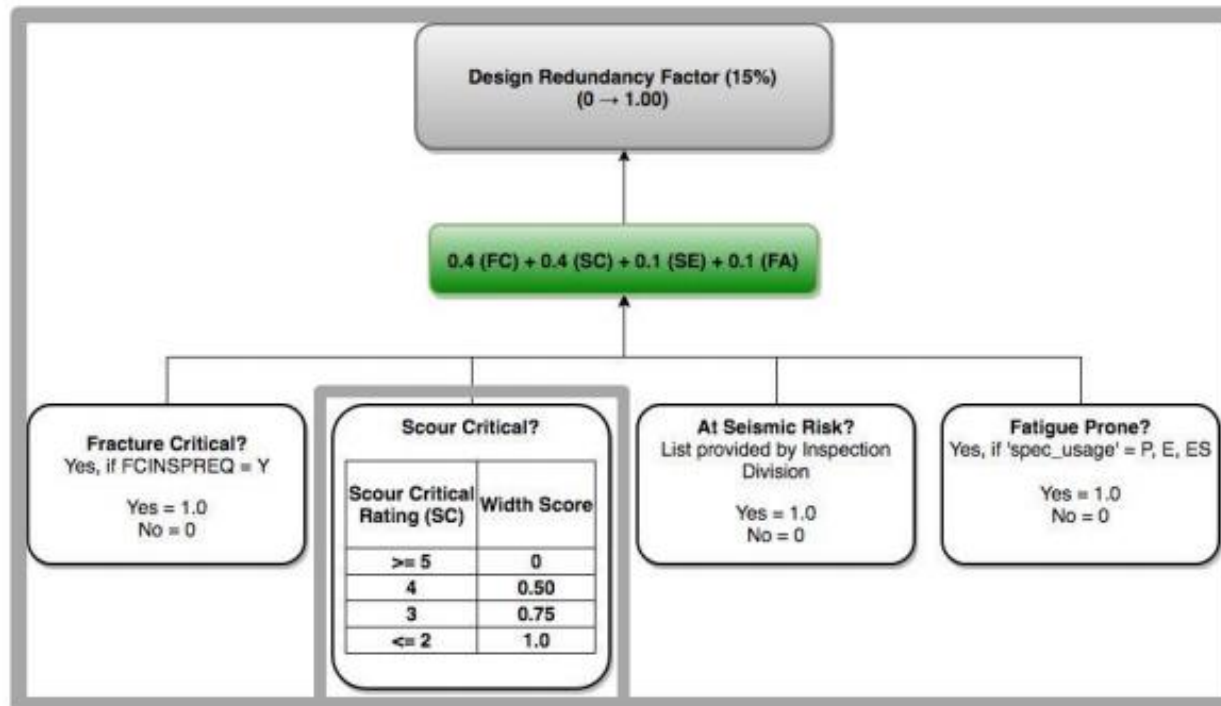 Design Redundancy Factor (15%)
(0 → 1.00)
0.4 (FC) + 0.4 (SC) + 0.1 (SE) + 0.1 (FA)
Fracture Critical?
Yes, if FCINSPREQ = Y
Yes = 1.0
No = 0
Scour Critical?
Scour Critical
Rating (SC)
Width Score
>= 5 0
4 0.50
3 0.75
<= 2 1.0
At Seismic Risk?
List provided by Inspection
Division
Yes = 1.0
No = 0
Fatigue Prone?
Yes, if 'spec_usage' = P, E, ES
Yes = 1.0
No = 0